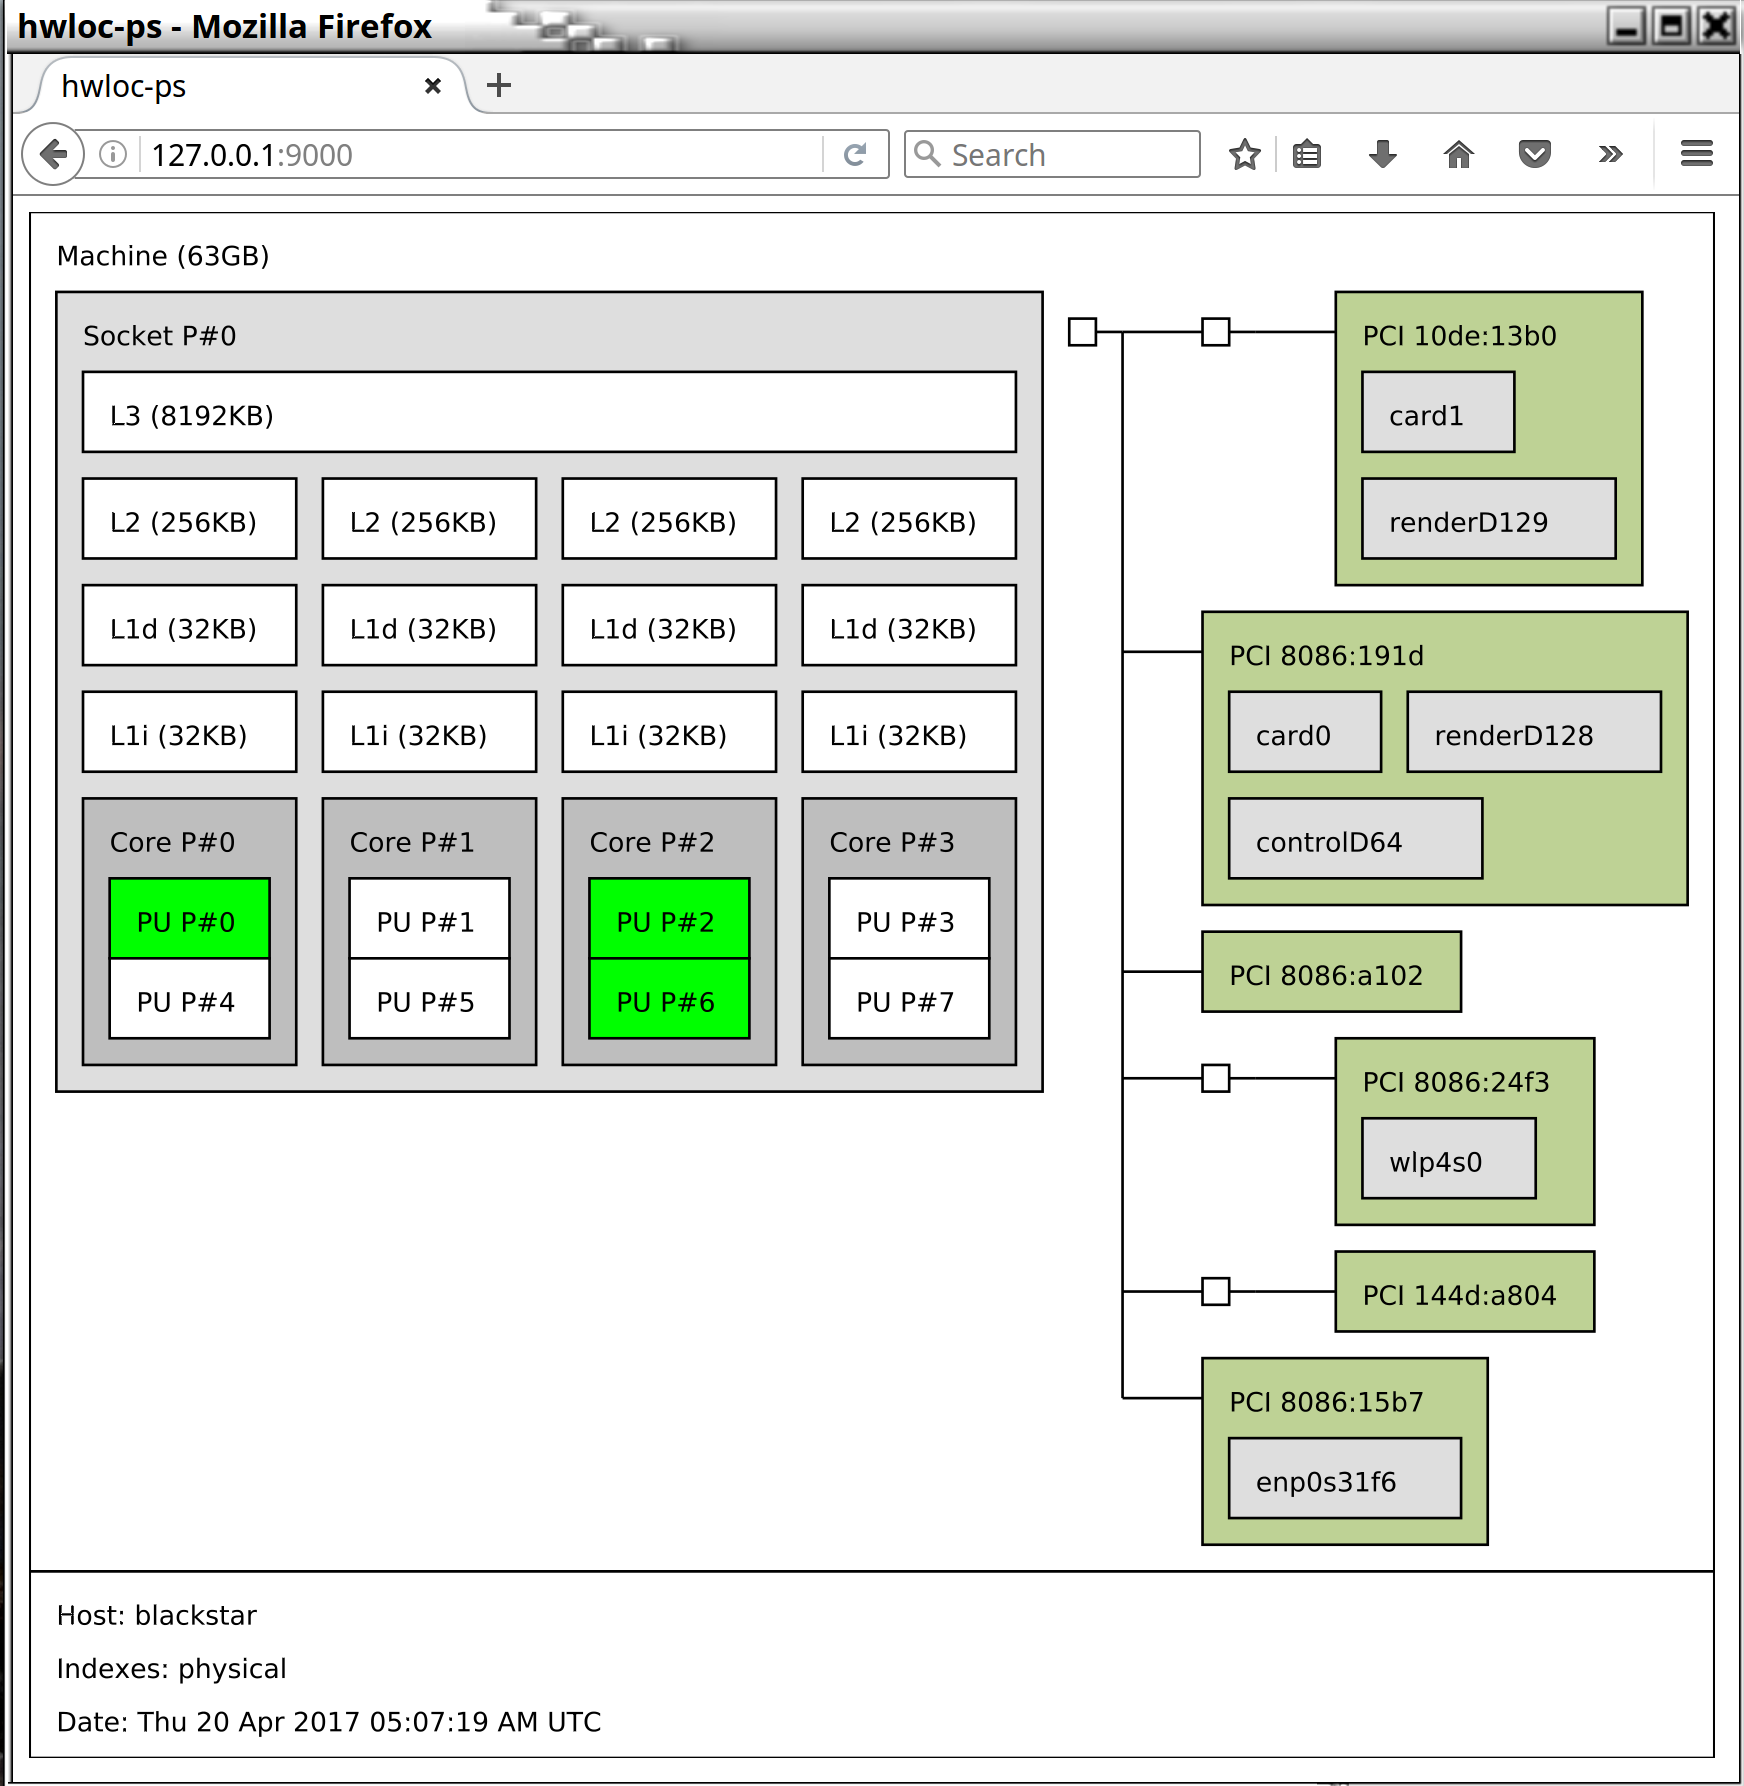 hwloc-ps - Mozilla Firefox
hwloc-ps
127.0.0.1:9000
Search
Machine (63GB)
Socket P#0
L3 (8192KB)
L2 (256KB) L2 (256KB) L2 (256KB) L2 (256KB)
L1d (32KB) L1d (32KB) L1d (32KB) L1d (32KB)
L1i (32KB) L1i (32KB) L1i (32KB) L1i (32KB)
Core P#0 Core P#1 Core P#2 Core P#3
PU P#0 PU P#1 PU P#2 PU P#3
PU P#4 PU P#5 PU P#6 PU P#7
PCI 10de:13b0
card1
renderD129
PCI 8086:191d
card0 renderD128
controlD64
PCI 8086:a102
PCI 8086:24f3
wlp4s0
PCI 144d:a804
PCI 8086:15b7
enp0s31f6
Host: blackstar
Indexes: physical
Date: Thu 20 Apr 2017 05:07:19 AM UTC